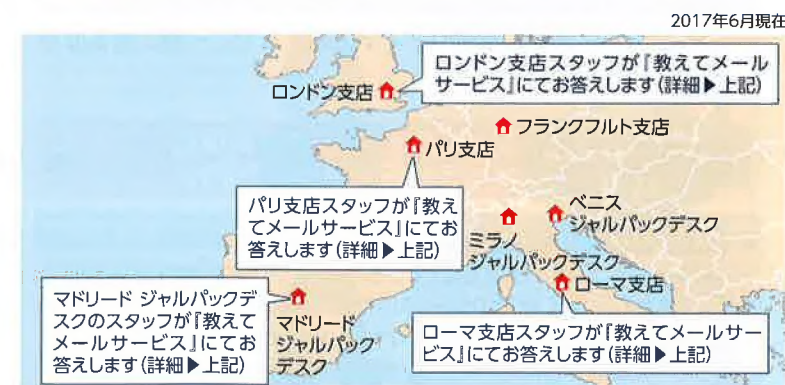 2017年6月現在
ロンドン支店スタッフが『教えてメール
サービス』にてお答えします(詳細▶上記)
ロンドン支店
フランクフルト支店
パリ支店
パリ支店スタッフが『教え
てメールサービス』にてお
答えします(詳細▶上記)
ベニス
ジャルパックデスク
ミラノ
ジャルパックデスク
ローマ支店
マドリード ジャルパックデ
スクのスタッフが『教えて
メールサービス』にてお
答えします(詳細▶上記)
マドリード
ジャルパック
デスク
ローマ支店スタッフが『教えてメールサー
ビス』にてお答えします(詳細▶上記)